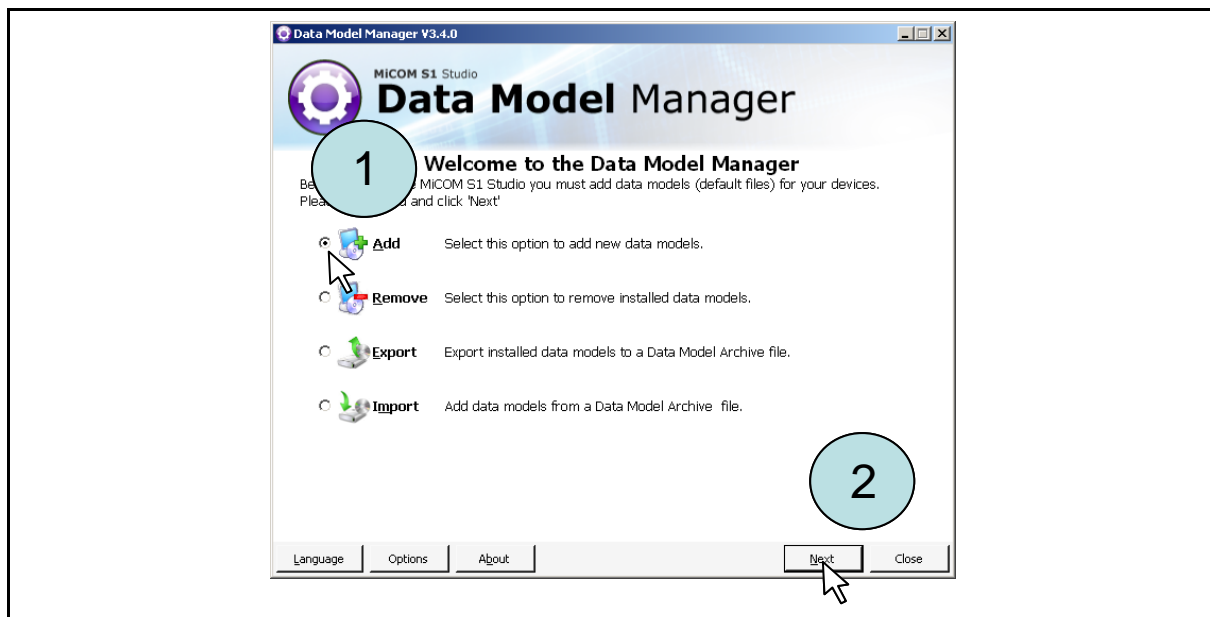 Data Model Manager V3.4.0
MiCOM S1 Studio
Data Model Manager
1
Welcome to the Data Model Manager
MiCOM S1 Studio you must add data models (default files) for your devices.
and click 'Next'
Add Select this option to add new data models.
Remove Select this option to remove installed data models.
Export Export installed data models to a Data Model Archive file.
Import Add data models from a Data Model Archive file.
2
Language Options About Next Close